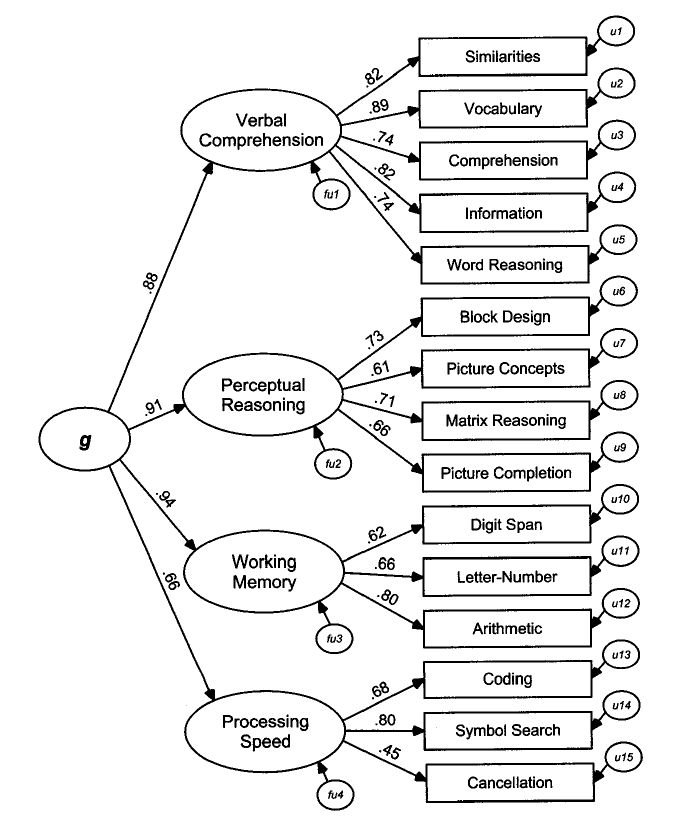 u1
Similarities
.82
u2
Verbal
Comprehension
.89
Vocabulary
u3
.74
Comprehension
u4
.82
fu1
Information
.74
u5
Word Reasoning
.88
u6
Block Design
.73
u7
Perceptual
Reasoning
.61
Picture Concepts
u8
.91
.71
Matrix Reasoning
g
.66
u9
fu2
Picture Completion
u10
.94
.62
Digit Span
u11
Working
Memory
.66
Letter-Number
.66
u12
.80
Arithmetic
fu3
u13
.68
Coding
u14
Processing
Speed
.80
Symbol Search
u15
.45
Cancellation
fu4